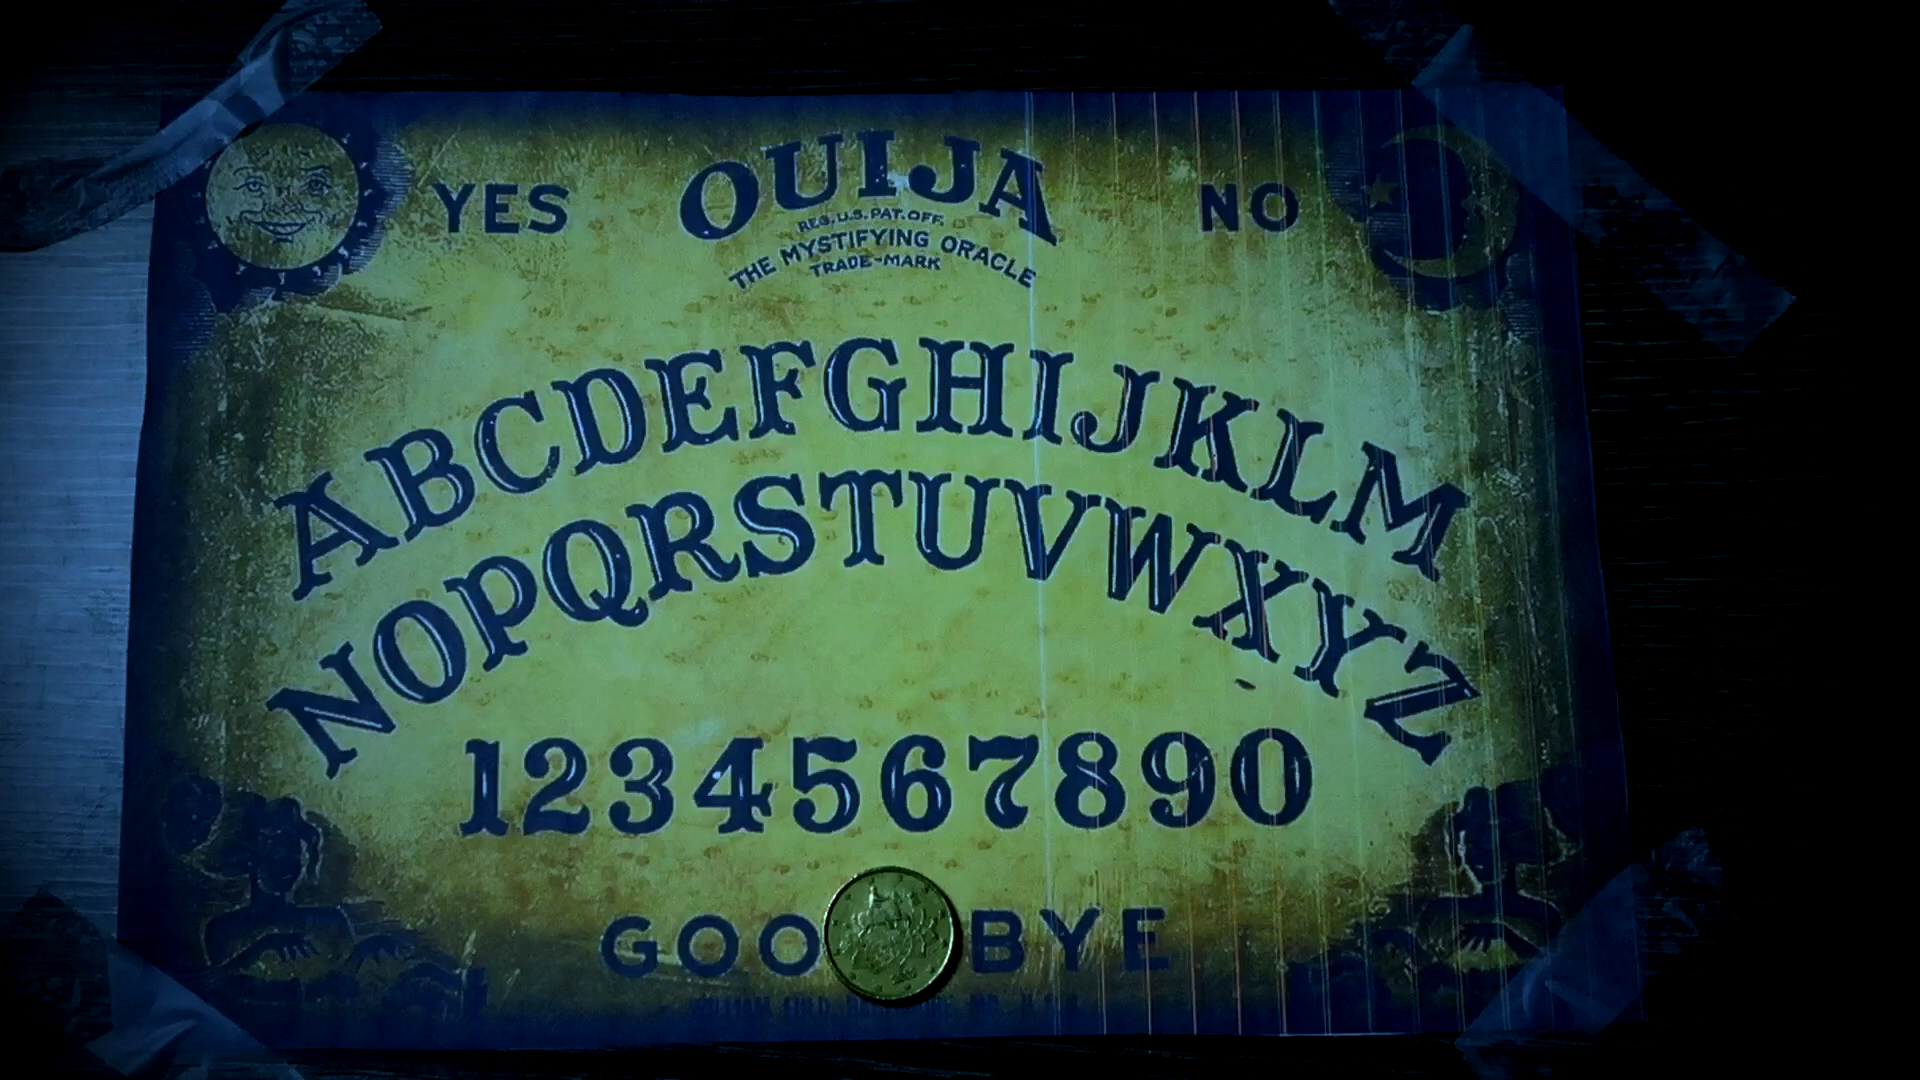 YES OUIJA NO
REG. U.S. PAT. OFF.
THE MYSTIFYING ORACLE
TRADE-MARK
ABCDEFGHIJKLM
NOPQRSTUVWXYZ
1234567890
GOO BYE